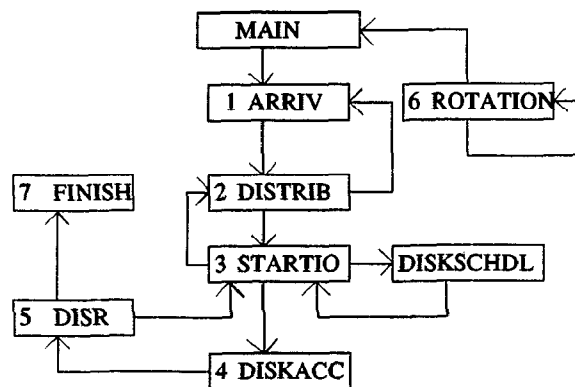 MAIN
1 ARRIV
6 ROTATION
7 FINISH
2 DISTRIB
3 STARTIO
DISKSCHDL
5 DISR
4 DISKACC